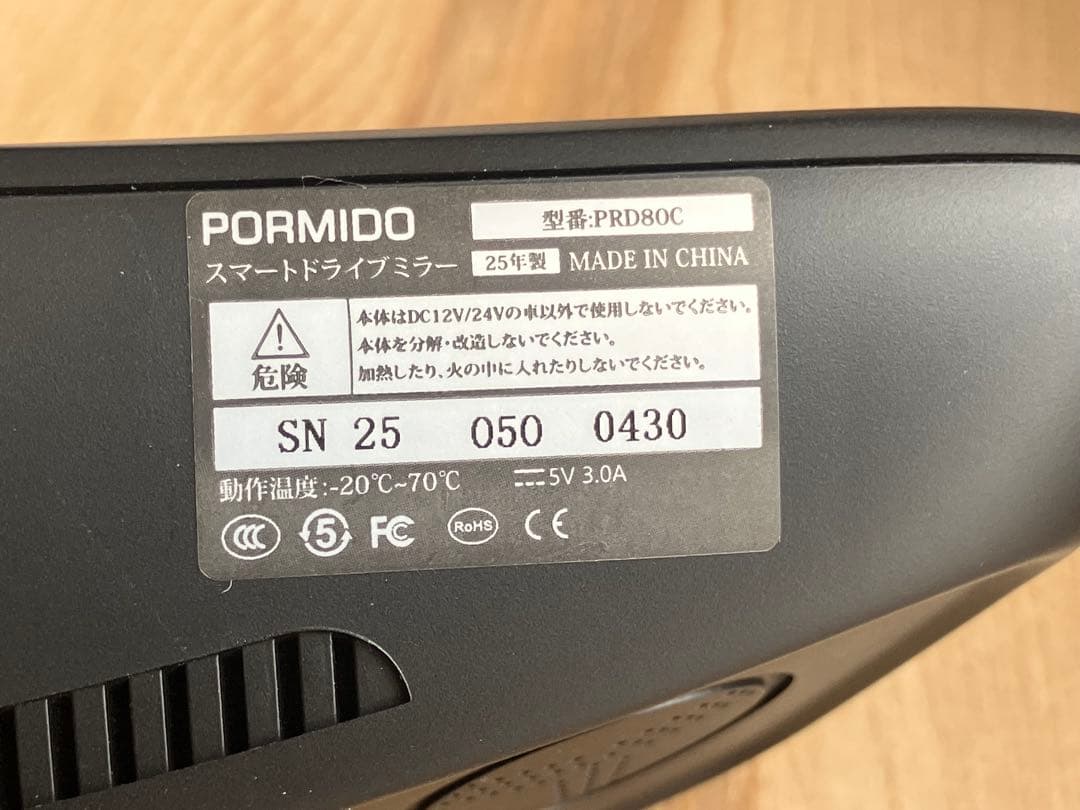 PORMIDO
型番:PRD80C
スマートドライブミラー
25年製 MADE IN CHINA
本体はDC12V/24Vの車以外で使用しないでください。
本体を分解・改造しないでください。
加熱したり、火の中に入れたりしないでください。
危険
SN 25 050 0430
動作温度:-20℃~70℃
5V 3.0A
CCC 5 FC RoHS CE